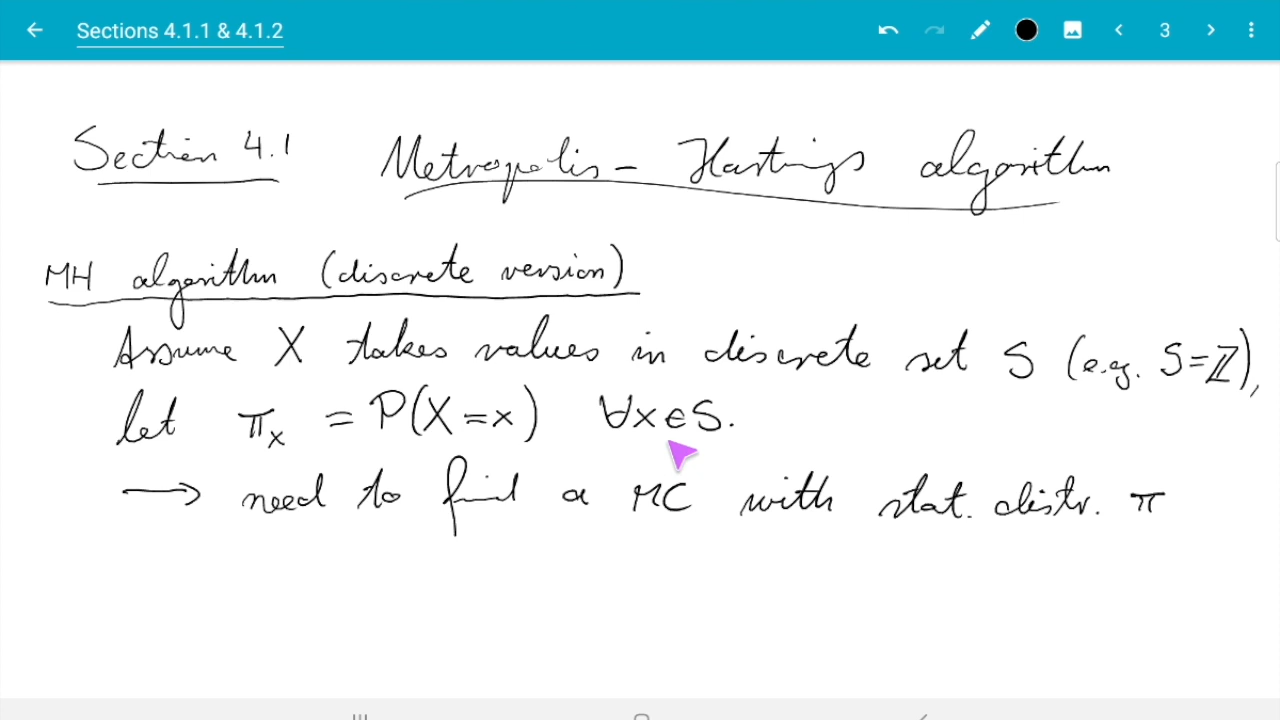 Sections 4.1.1 & 4.1.2
3
Section 4.1 Metropolis-Hastings algorithm
MH algorithm (discrete version)
Assume X takes values in discrete set S (e.g. S=ℤ),
let π_x = P(X=x) ∀x∈S.
→ need to find a MC with stat. distr. π